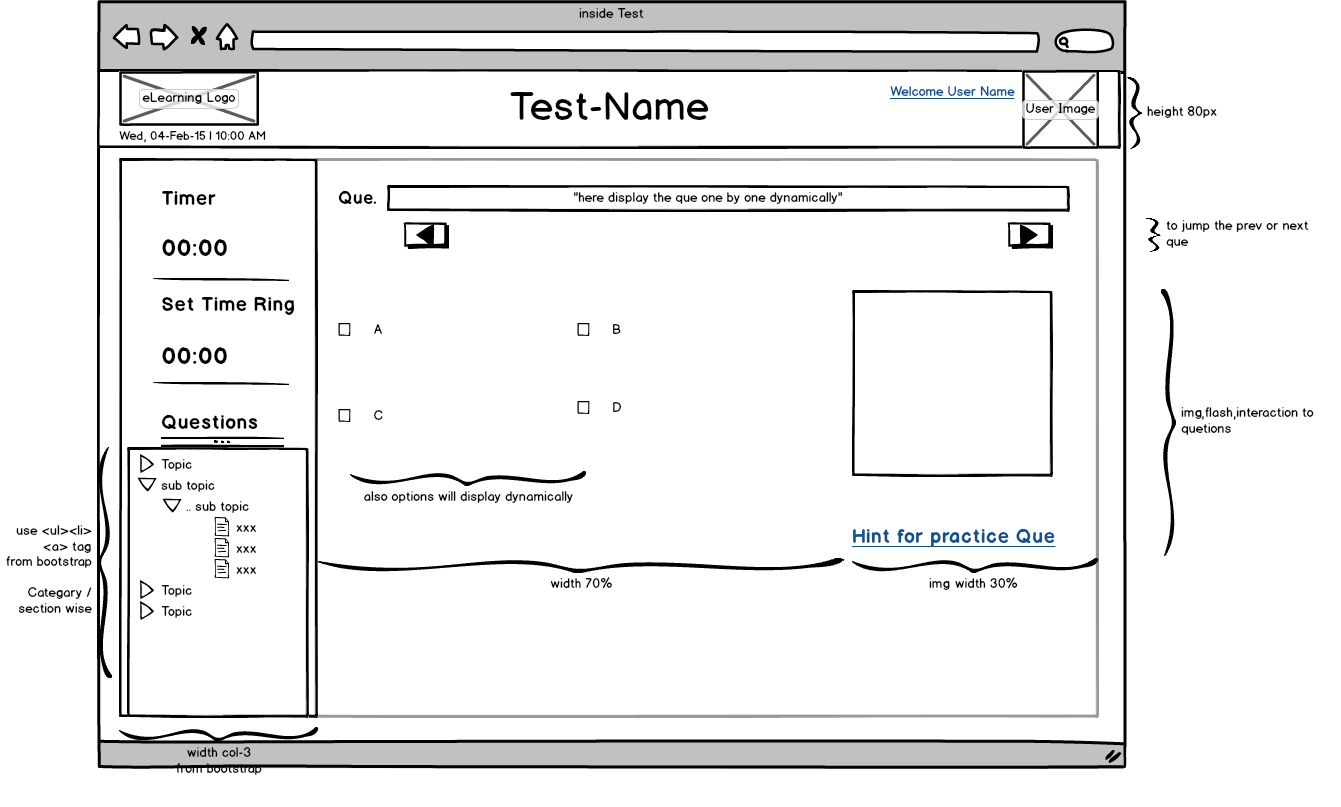 inside Test
eLearning Logo
Wed, 04-Feb-15 I 10:00 AM
Test-Name
Welcome User Name
User Image
height 80px
Timer
00:00
Set Time Ring
00:00
Questions
Topic
sub topic
.. sub topic
xxx
xxx
xxx
Topic
Topic
use <ul><li>
<a> tag
from bootstrap
Categary /
section wise
width col-3
from bootstrap
Que.
"here display the que one by one dynamically"
to jump the prev or next
que
A
B
C
D
also options will display dynamically
img,flash,interaction to
quetions
Hint for practice Que
width 70%
img width 30%